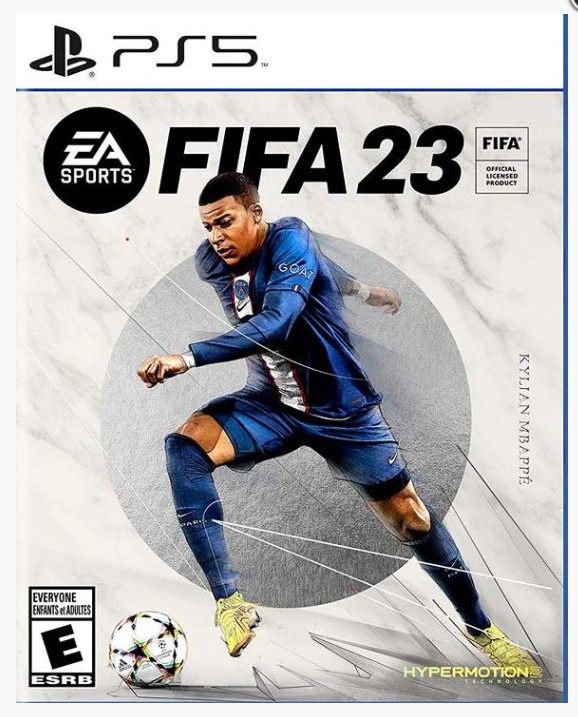 PS5
EA
SPORTS
FIFA 23
FIFA®
OFFICIAL
LICENSED
PRODUCT
GOAT
KYLIAN MBAPPÉ
PARIS
EVERYONE
ENFANTS et ADULTES
E
ESRB
HYPERMOTION2
TECHNOLOGY